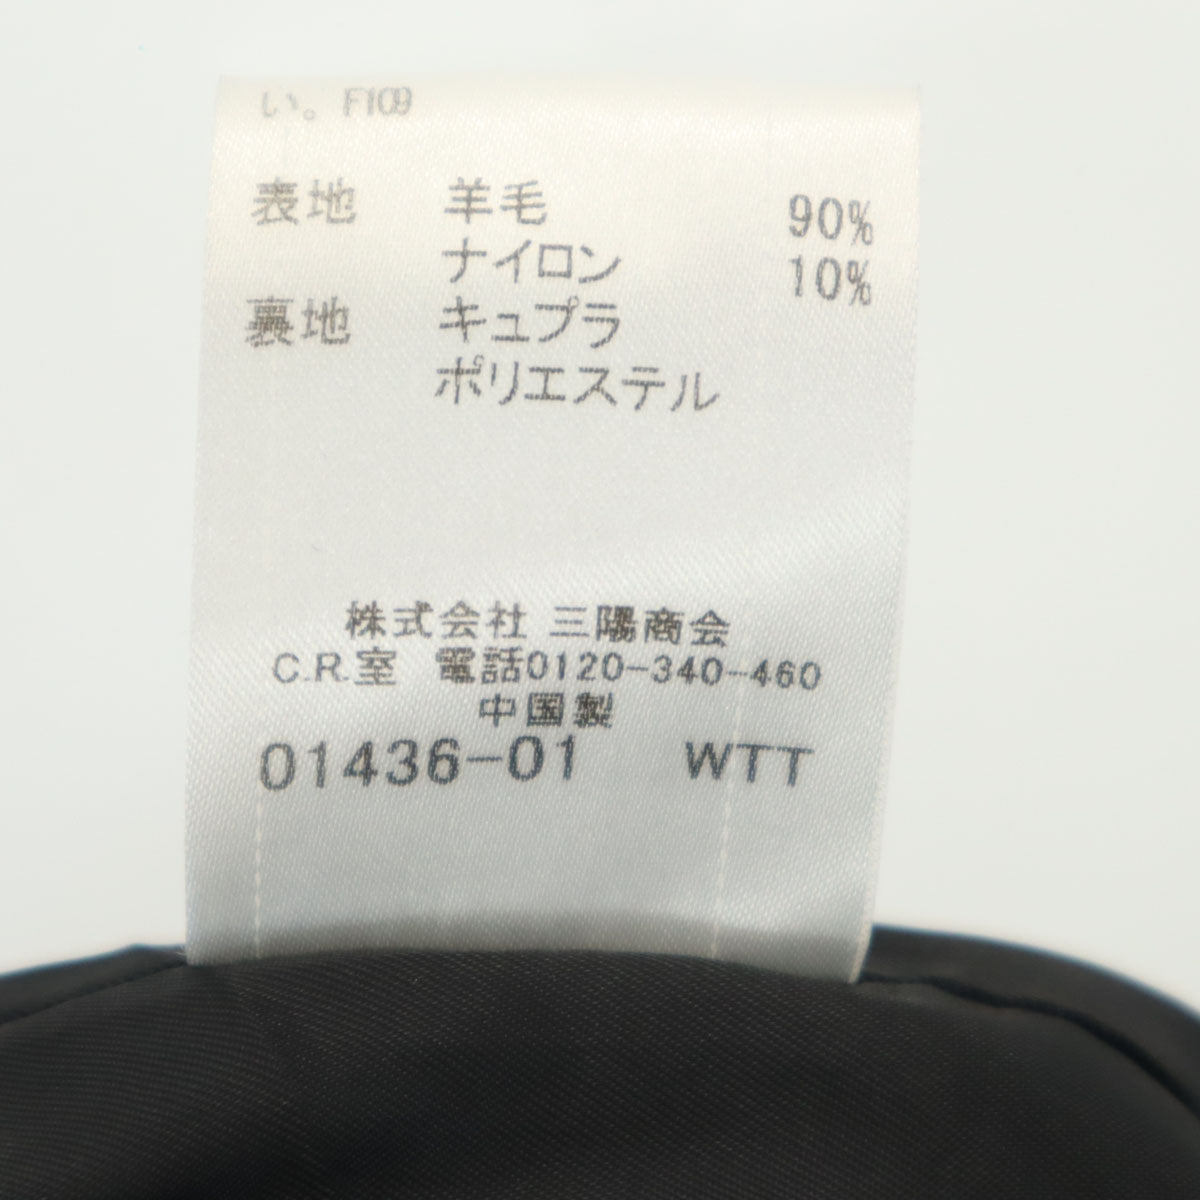 い。F109
表地 羊毛 90%
ナイロン 10%
裏地 キュプラ
ポリエステル
株式会社 三陽商会
C.R.室 電話0120-340-460
中国製
01436-01 WTT